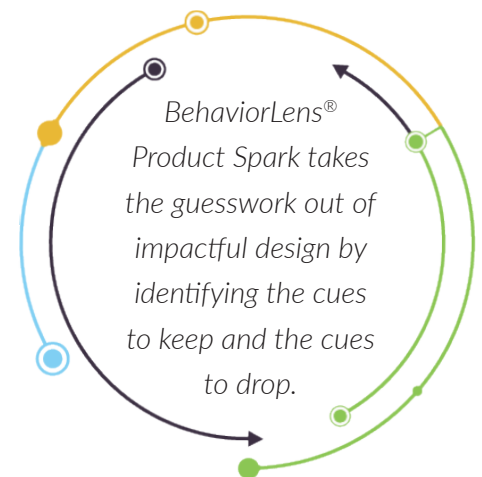 BehaviorLens®
Product Spark takes
the guesswork out of
impactful design by
identifying the cues
to keep and the cues
to drop.